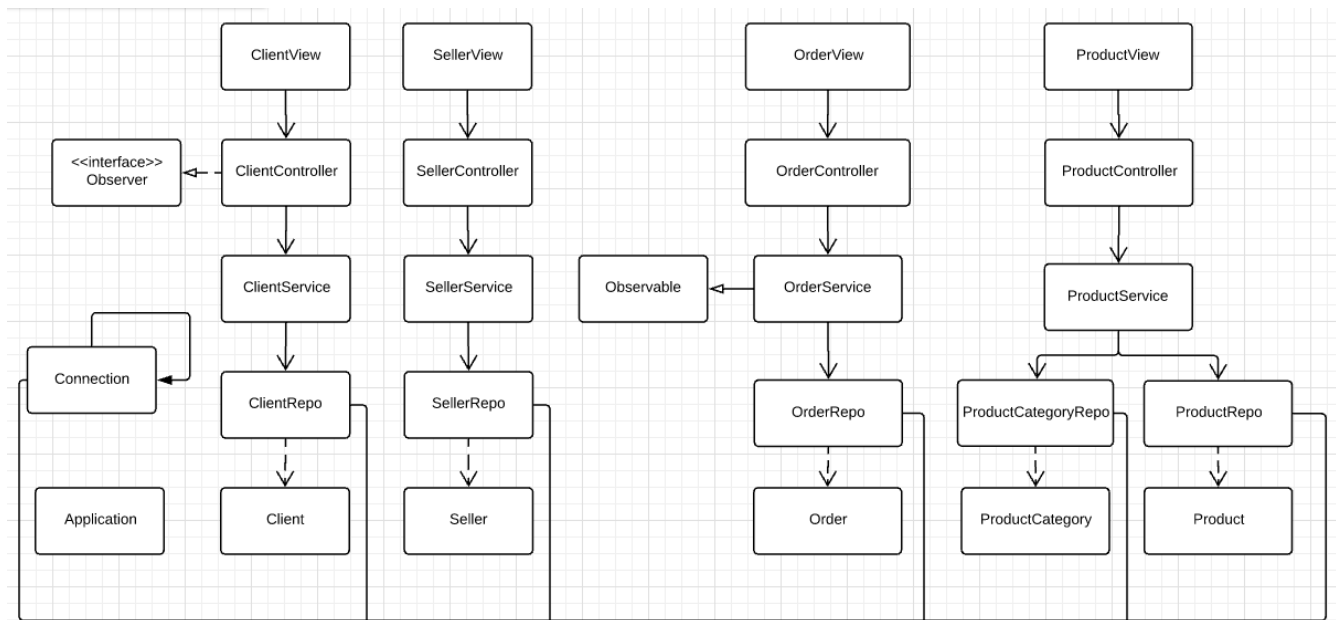 ClientView
SellerView
OrderView
ProductView
<<interface>>
Observer
ClientController
SellerController
OrderController
ProductController
ClientService
SellerService
Observable
OrderService
ProductService
Connection
ClientRepo
SellerRepo
OrderRepo
ProductCategoryRepo
ProductRepo
Application
Client
Seller
Order
ProductCategory
Product